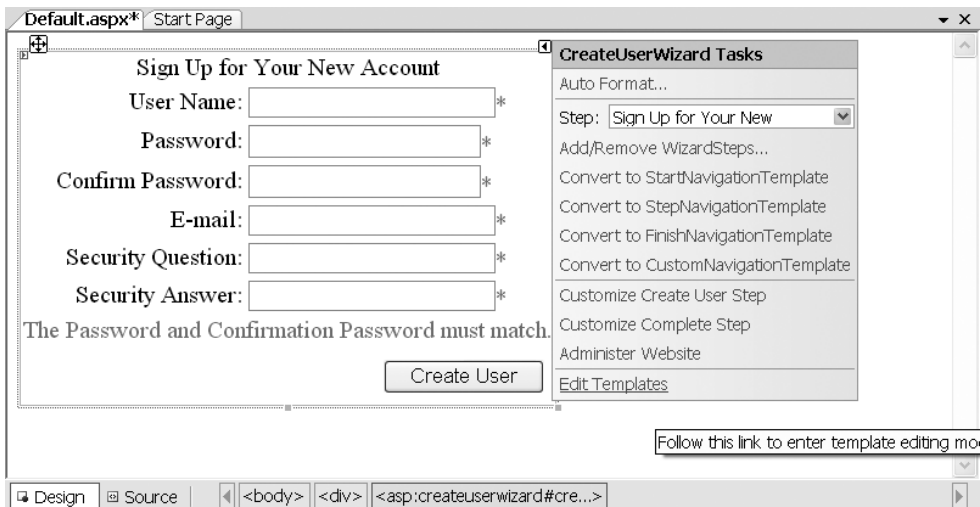 Default.aspx* Start Page
Sign Up for Your New Account
User Name: *
Password: *
Confirm Password: *
E-mail: *
Security Question: *
Security Answer: *
The Password and Confirmation Password must match.
Create User
CreateUserWizard Tasks
Auto Format...
Step: Sign Up for Your New
Add/Remove WizardSteps...
Convert to StartNavigationTemplate
Convert to StepNavigationTemplate
Convert to FinishNavigationTemplate
Convert to CustomNavigationTemplate
Customize Create User Step
Customize Complete Step
Administer Website
Edit Templates
Follow this link to enter template editing mo
Design Source <body> <div> <asp:createuserwizard#cre...>